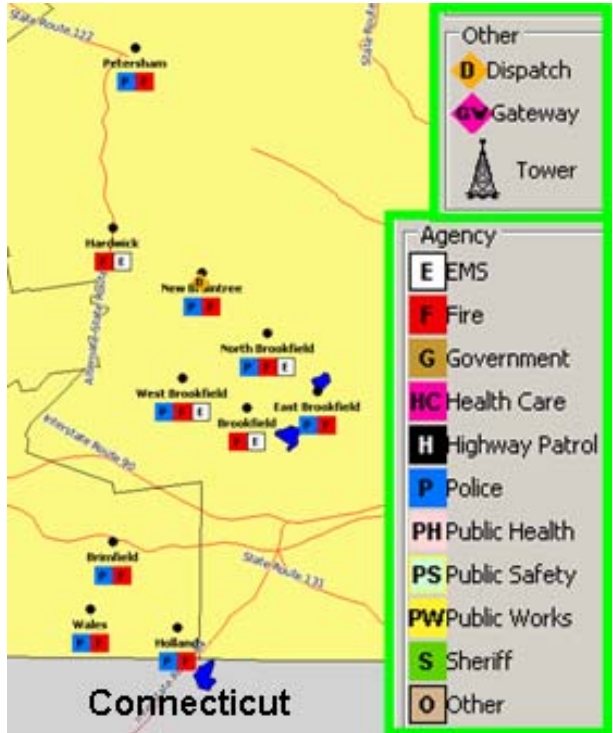 State Route 122
Petersham
P F
Hardwick
F E
D
New Braintree
P F
North Brookfield
P F E
West Brookfield
P F E
East Brookfield
P F
Brookfield
F E
Interstate Route 90
Brimfield
P F
State Route 131
Wales
P F
Holland
P F
Connecticut
Other
D Dispatch
GW Gateway
Tower
Agency
E EMS
F Fire
G Government
HC Health Care
H Highway Patrol
P Police
PH Public Health
PS Public Safety
PW Public Works
S Sheriff
O Other